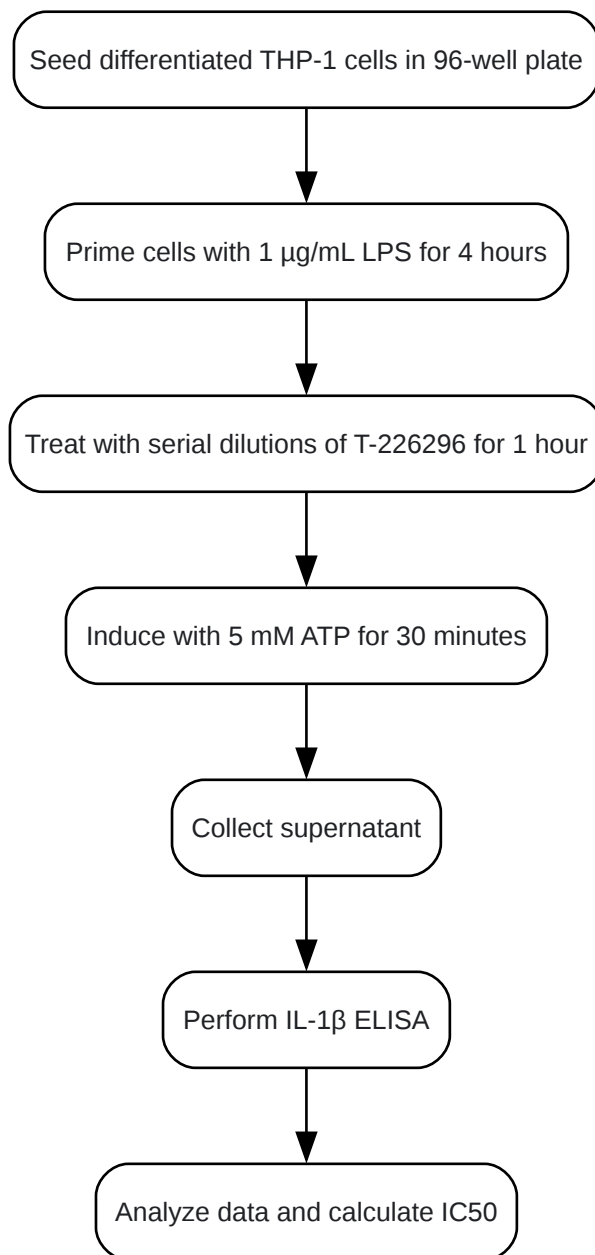 Seed differentiated THP-1 cells in 96-well plate
Prime cells with 1 µg/mL LPS for 4 hours
Treat with serial dilutions of T-226296 for 1 hour
Induce with 5 mM ATP for 30 minutes
Collect supernatant
Perform IL-1β ELISA
Analyze data and calculate IC50